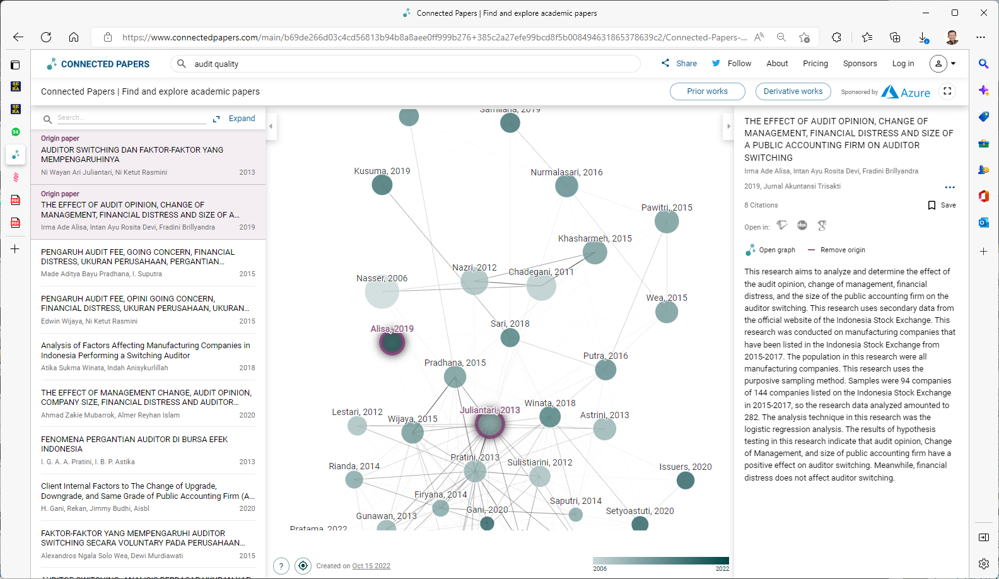 Connected Papers | Find and explore academic papers
https://www.connectedpapers.com/main/b69de266d03c4cd56813b94b8a8aee0ff999b276+385c2a27efe99bcd8f5b008494631865378639c2/Connected-Papers-...
CONNECTED PAPERS
audit quality
Share
Follow
About
Pricing
Sponsors
Log in
Connected Papers | Find and explore academic papers
Prior works
Derivative works
Sponsored by
Azure
Search...
Expand
Origin paper
AUDITOR SWITCHING DAN FAKTOR-FAKTOR YANG
MEMPENGARUHINYA
Ni Wayan Ari Juliantari, Ni Ketut Rasmini 2013
Origin paper
THE EFFECT OF AUDIT OPINION, CHANGE OF
MANAGEMENT, FINANCIAL DISTRESS AND SIZE OF A...
Irma Ade Alisa, Intan Ayu Rosita Devi, Fradini Brillyandra 2019
PENGARUH AUDIT FEE, GOING CONCERN, FINANCIAL
DISTRESS, UKURAN PERUSAHAAN, PERGANTIAN...
Made Aditya Bayu Pradhana, I. Suputra 2015
PENGARUH AUDIT FEE, OPINI GOING CONCERN,
FINANCIAL DISTRESS, UKURAN PERUSAHAAN, UKURAN...
Edwin Wijaya, Ni Ketut Rasmini 2015
Analysis of Factors Affecting Manufacturing Companies in
Indonesia Performing a Switching Auditor
Atika Sukma Winata, Indah Anisykurlillah 2018
THE EFFECT OF MANAGEMENT CHANGE, AUDIT OPINION,
COMPANY SIZE, FINANCIAL DISTRESS AND AUDITOR...
Ahmad Zakie Mubarrok, Almer Reyhan Islam 2020
FENOMENA PERGANTIAN AUDITOR DI BURSA EFEK
INDONESIA
I. G. A. A. Pratini, I. B. P. Astika 2013
Client Internal Factors to The Change of Upgrade,
Downgrade, and Same Grade of Public Accounting Firm (A...
H. Gani, Rekan, Jimmy Budhi, Aisbl 2020
FAKTOR-FAKTOR YANG MEMPENGARUHI AUDITOR
SWITCHING SECARA VOLUNTARY PADA PERUSAHAAN...
Alexandros Ngala Solo Wea, Dewi Murdiawati 2015
Samiliana, 2019
Kusuma, 2019
Nurmalasari, 2016
Pawitri, 2015
Khasharmeh, 2015
Nazri, 2012
Chadegani, 2011
Nasser, 2006
Wea, 2015
Sari, 2018
Alisa, 2019
Putra, 2016
Pradhana, 2015
Winata, 2018
Juliantari, 2013
Lestari, 2012
Wijaya, 2015
Astrini, 2013
Pratini, 2013
Sulistiarini, 2012
Rianda, 2014
Issuers, 2020
Firyana, 2014
Saputri, 2014
Gani, 2020
Setyoastuti, 2020
Gunawan, 2013
Pratama, 2022
?
Created on Oct 15 2022
2006
2022
THE EFFECT OF AUDIT OPINION, CHANGE OF
MANAGEMENT, FINANCIAL DISTRESS AND SIZE OF
A PUBLIC ACCOUNTING FIRM ON AUDITOR
SWITCHING
Irma Ade Alisa, Intan Ayu Rosita Devi, Fradini Brillyandra
2019, Jurnal Akuntansi Trisakti
8 Citations
Save
Open in:
doi
Open graph
Remove origin
This research aims to analyze and determine the effect of
the audit opinion, change of management, financial
distress, and the size of the public accounting firm on the
auditor switching. This research uses secondary data from
the official website of the Indonesia Stock Exchange. This
research was conducted on manufacturing companies that
have been listed in the Indonesia Stock Exchange from
2015-2017. The population in this research were all
manufacturing companies. This research uses the
purposive sampling method. Samples were 94 companies
of 144 companies listed on the Indonesia Stock Exchange
in 2015-2017, so the research data analyzed amounted to
282. The analysis technique in this research was the
logistic regression analysis. The results of hypothesis
testing in this research indicate that audit opinion, Change
of Management, and size of public accounting firm have a
positive effect on auditor switching. Meanwhile, financial
distress does not affect auditor switching.